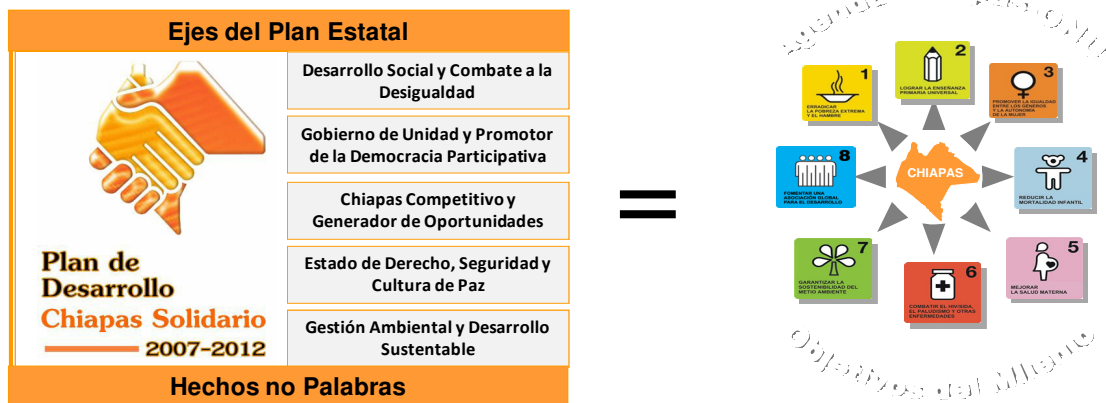 Ejes del Plan Estatal
Desarrollo Social y Combate a la
Desigualdad
Gobierno de Unidad y Promotor
de la Democracia Participativa
Chiapas Competitivo y
Generador de Oportunidades
Estado de Derecho, Seguridad y
Cultura de Paz
Gestión Ambiental y Desarrollo
Sustentable
Plan de
Desarrollo
Chiapas Solidario
2007-2012
Hechos no Palabras
=
1
ERRADICAR
LA POBREZA EXTREMA
Y EL HAMBRE
2
LOGRAR LA ENSEÑANZA
PRIMARIA UNIVERSAL
3
PROMOVER LA IGUALDAD
ENTRE LOS GÉNEROS
Y LA AUTONOMÍA
DE LA MUJER
8
FOMENTAR UNA
ASOCIACIÓN GLOBAL
PARA EL DESARROLLO
CHIAPAS
4
REDUCIR LA
MORTALIDAD INFANTIL
7
GARANTIZAR LA
SOSTENIBILIDAD DEL
METIO AMBIENTE
6
COMBATIR EL HIV/SIDA,
EL PALUDISMO Y OTRAS
ENFERMEDADES
5
MEJORAR
LA SALUD MATERNA
Objetivos del Milenio